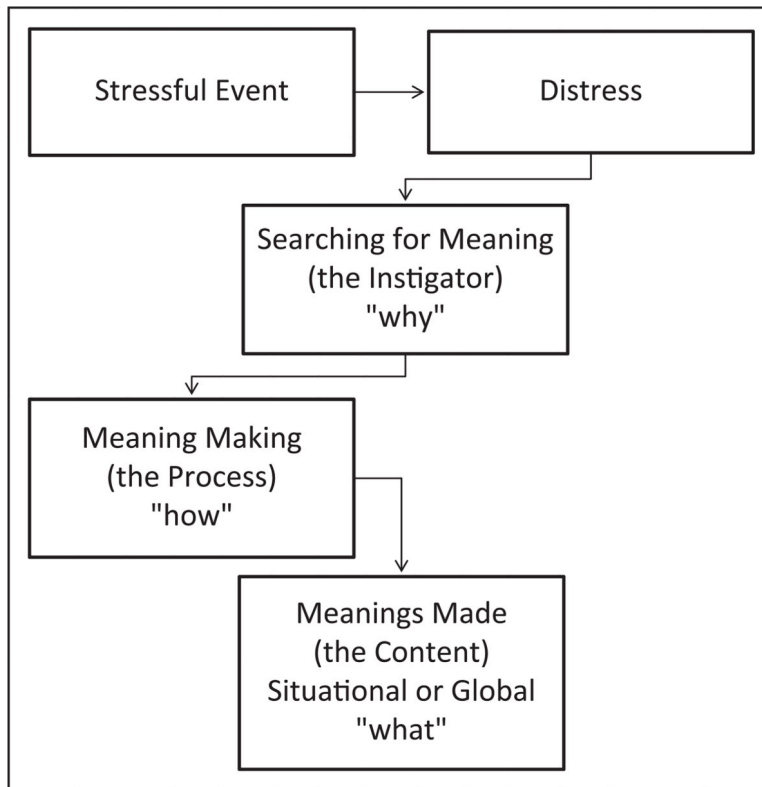 Stressful Event
Distress
Searching for Meaning
(the Instigator)
"why"
Meaning Making
(the Process)
"how"
Meanings Made
(the Content)
Situational or Global
"what"